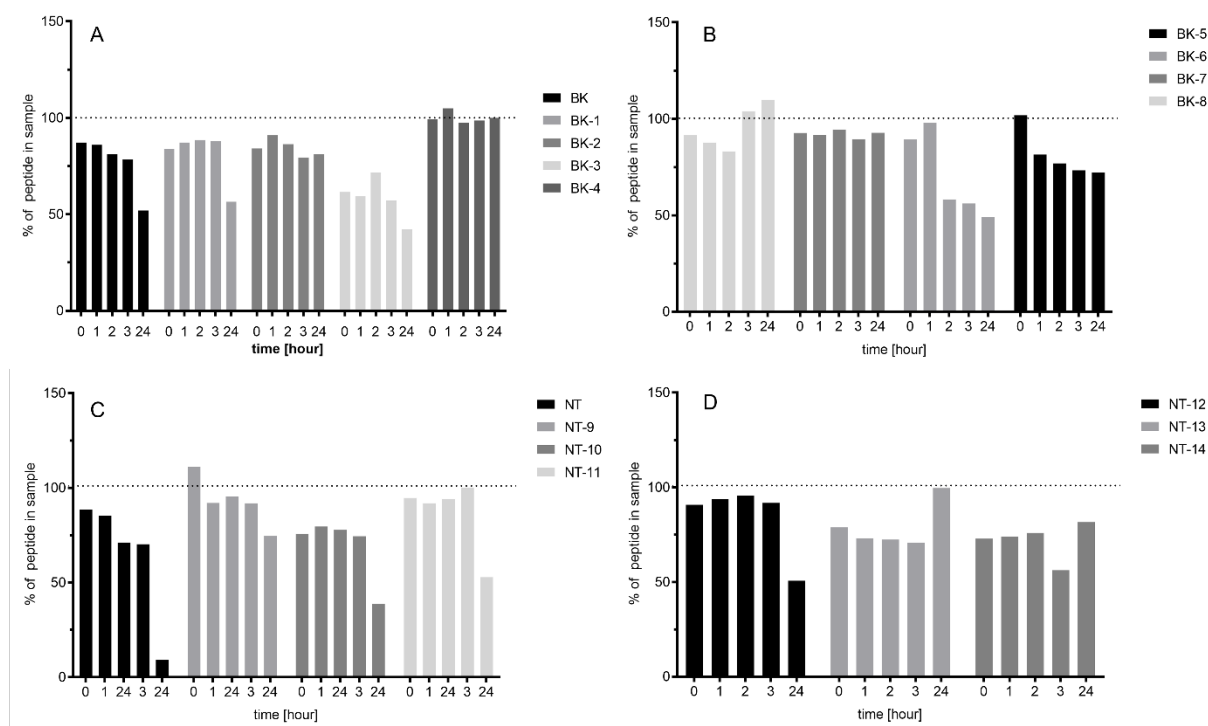 A
150
100
50
0
% of peptide in sample
0 1 2 3 24 0 1 2 3 24 0 1 2 3 24 0 1 2 3 24 0 1 2 3 24
time [hour]
BK
BK-1
BK-2
BK-3
BK-4
B
150
100
50
0
% of peptide in sample
0 1 2 3 24 0 1 2 3 24 0 1 2 3 24 0 1 2 3 24
time [hour]
BK-5
BK-6
BK-7
BK-8
C
150
100
50
0
% of peptide in sample
0 1 24 3 24 0 1 24 3 24 0 1 24 3 24 0 1 24 3 24
time [hour]
NT
NT-9
NT-10
NT-11
D
150
100
50
0
% of peptide in sample
0 1 2 3 24 0 1 2 3 24 0 1 2 3 24
time [hour]
NT-12
NT-13
NT-14